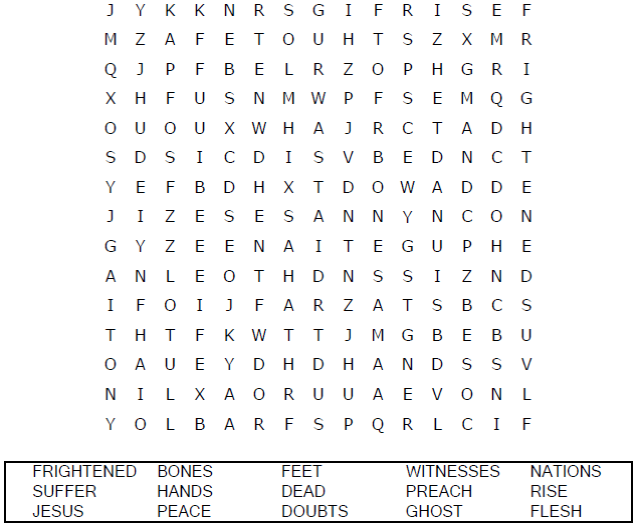 J Y K K N R S G I F R I S E F
M Z A F E T O U H T S Z X M R
Q J P F B E L R Z O P H G R I
X H F U S N M W P F S E M Q G
O U O U X W H A J R C T A D H
S D S I C D I S V B E D N C T
Y E F B D H X T D O W A D D E
J I Z E S E S A N N Y N C O N
G Y Z E E N A I T E G U P H E
A N L E O T H D N S S I Z N D
I F O I J F A R Z A T S B C S
T H T F K W T T J M G B E B U
O A U E Y D H D H A N D S S V
N I L X A O R U U A E V O N L
Y O L B A R F S P Q R L C I F
FRIGHTENED BONES FEET WITNESSES NATIONS
SUFFER HANDS DEAD PREACH RISE
JESUS PEACE DOUBTS GHOST FLESH